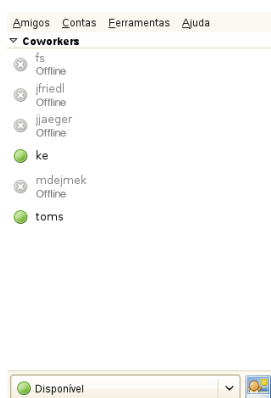 Amigos Contas Ferramentas Ajuda
Coworkers
fs
Offline
jfriedl
Offline
jjaeger
Offline
ke
mdejmek
Offline
toms
Disponível